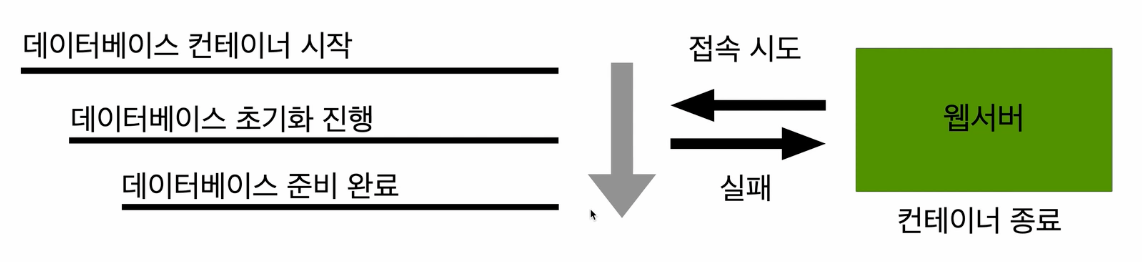 데이터베이스 컨테이너 시작
데이터베이스 초기화 진행
데이터베이스 준비 완료
접속 시도
실패
웹서버
컨테이너 종료